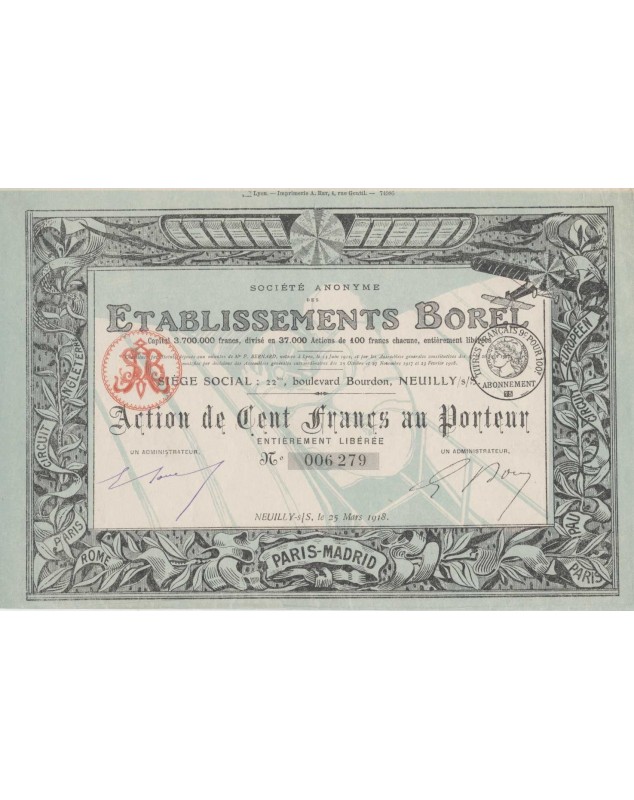 Lyon. — Imprimerie A. Rey, 4, rue Gentil. — 74980
SOCIÉTÉ ANONYME
DES
ETABLISSEMENTS BOREL
Capital 3.700.000 francs, divisé en 37.000 Actions de 100 francs chacune, entièrement libérées
SIÈGE SOCIAL : 22 boulevard Bourdon, NEUILLY s/S
Action de Cent Francs au Porteur
ENTIÈREMENT LIBÉRÉE
UN ADMINISTRATEUR,
No 006279
UN ADMINISTRATEUR,
NEUILLY-s/S, le 25 Mars 1918.
TITRES FRANÇAIS POUR 100F
ABONNEMENT
CIRCUIT
ANGLETERRE
PARIS
ROME
PARIS-MADRID
PARIS
PAU
CIRCUIT